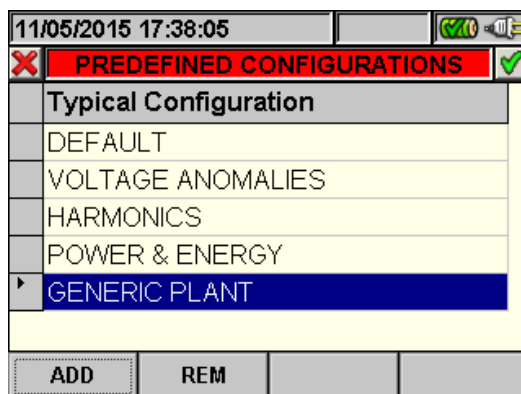 11/05/2015 17:38:05
PREDEFINED CONFIGURATIONS
Typical Configuration
DEFAULT
VOLTAGE ANOMALIES
HARMONICS
POWER & ENERGY
GENERIC PLANT
ADD REM